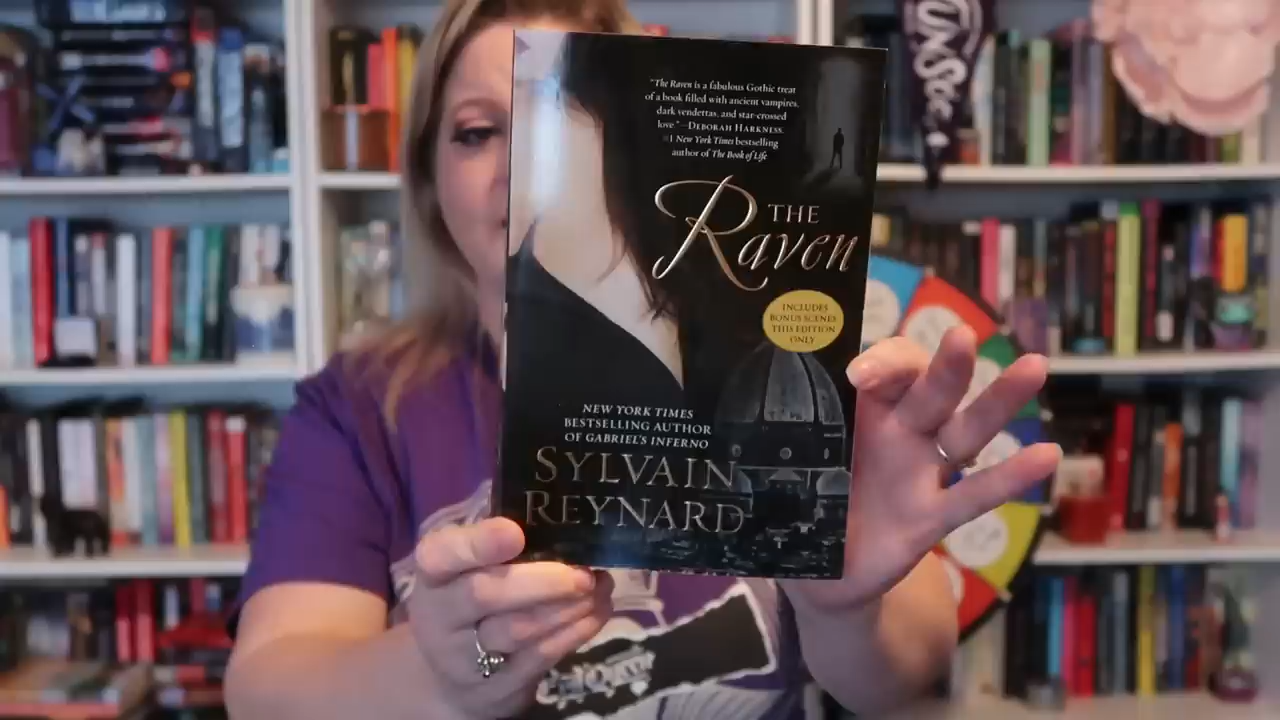 "The Raven is a fabulous Gothic treat
of a book filled with ancient vampires,
dark vendettas, and star-crossed
love."—DEBORAH HARKNESS,
#1 New York Times bestselling
author of The Book of Life
THE
Raven
INCLUDES
BONUS SCENES
THIS EDITION
ONLY
NEW YORK TIMES
BESTSELLING AUTHOR
OF GABRIEL'S INFERNO
SYLVAIN
REYNARD